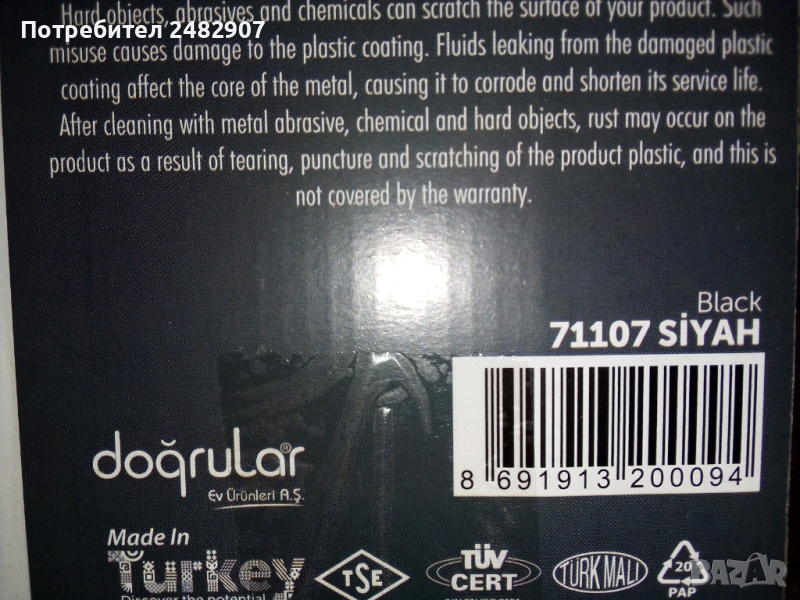 Hard objects, abrasives and chemicals can scratch the surface of your product. Such
Потребител 2482907
misuse causes damage to the plastic coating. Fluids leaking from the damaged plastic
coating affect the core of the metal, causing it to corrode and shorten its service life.
After cleaning with metal abrasive, chemical and hard objects, rust may occur on the
product as a result of tearing, puncture and scratching of the product plastic, and this is
not covered by the warranty.
Black
71107 SİYAH
8 691913 200094
doğrular®
Ev Ürünleri A.Ş.
Made In
Turkey
Discover the potential
TSE
TÜV
CERT
TÜRK MALI
20
PAP
BAZAR